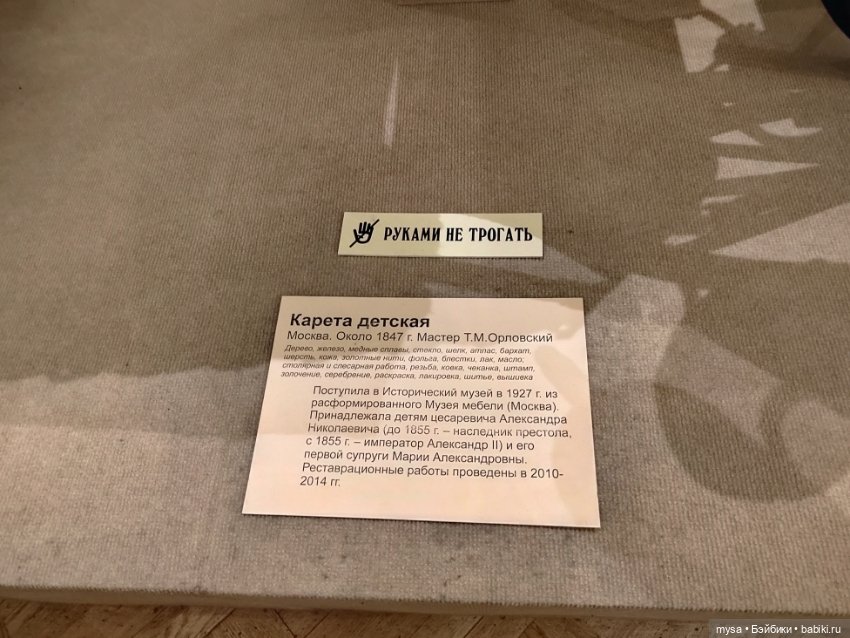 РУКАМИ НЕ ТРОГАТЬ
Карета детская
Москва. Около 1847 г. Мастер Т.М.Орловский
Дерево, железо, медные сплавы, стекло, шелк, атлас, бархат,
шерсть, кожа, золотные нити, фольга, блестки, лак, масло;
столярная и слесарная работа, резьба, ковка, чеканка, штамп,
золочение, серебрение, раскраска, лакировка, шитье, вышивка
Поступила в Исторический музей в 1927 г. из
расформированного Музея мебели (Москва).
Принадлежала детям цесаревича Александра
Николаевича (до 1855 г. – наследник престола,
с 1855 г. – император Александр II) и его
первой супруги Марии Александровны.
Реставрационные работы проведены в 2010-
2014 гг.
mysa • Бэйбики • babiki.ru